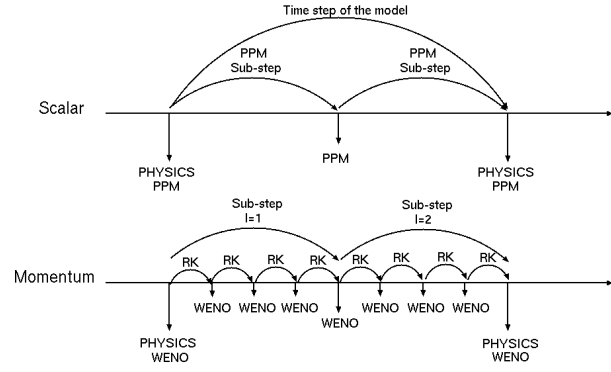 Time step of the model
PPM
Sub-step
PPM
Sub-step
Scalar
PHYSICS
PPM
PPM
PHYSICS
PPM
Sub-step
l=1
Sub-step
l=2
RK RK RK RK RK RK RK RK
Momentum
WENO WENO WENO WENO WENO WENO WENO
PHYSICS
WENO
PHYSICS
WENO